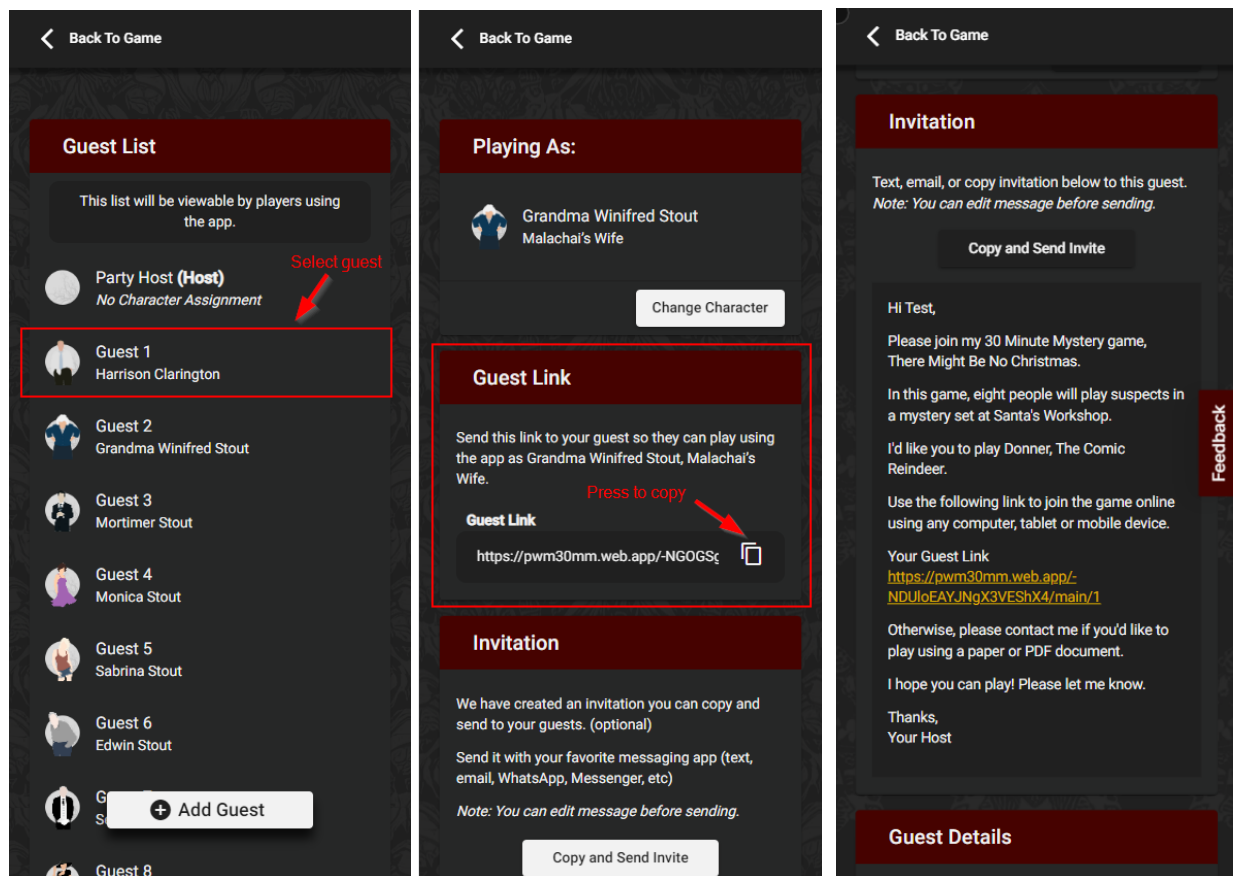 Back To Game
Guest List
This list will be viewable by players using
the app.
Party Host (Host)
No Character Assignment
Select guest
Guest 1
Harrison Clarington
Guest 2
Grandma Winifred Stout
Guest 3
Mortimer Stout
Guest 4
Monica Stout
Guest 5
Sabrina Stout
Guest 6
Edwin Stout
Add Guest
Guest 8
Back To Game
Playing As:
Grandma Winifred Stout
Malachai's Wife
Change Character
Guest Link
Send this link to your guest so they can play using
the app as Grandma Winifred Stout, Malachai's
Wife.
Press to copy
Guest Link
https://pwm30mm.web.app/-NGOGSg
Invitation
We have created an invitation you can copy and
send to your guests. (optional)
Send it with your favorite messaging app (text,
email, WhatsApp, Messenger, etc)
Note: You can edit message before sending.
Copy and Send Invite
Back To Game
Invitation
Text, email, or copy invitation below to this guest.
Note: You can edit message before sending.
Copy and Send Invite
Hi Test,
Please join my 30 Minute Mystery game,
There Might Be No Christmas.
In this game, eight people will play suspects in
a mystery set at Santa's Workshop.
I'd like you to play Donner, The Comic
Reindeer.
Use the following link to join the game online
using any computer, tablet or mobile device.
Your Guest Link
https://pwm30mm.web.app/-
NDUloEAYJNgX3VEShX4/main/1
Otherwise, please contact me if you'd like to
play using a paper or PDF document.
I hope you can play! Please let me know.
Thanks,
Your Host
Feedback
Guest Details